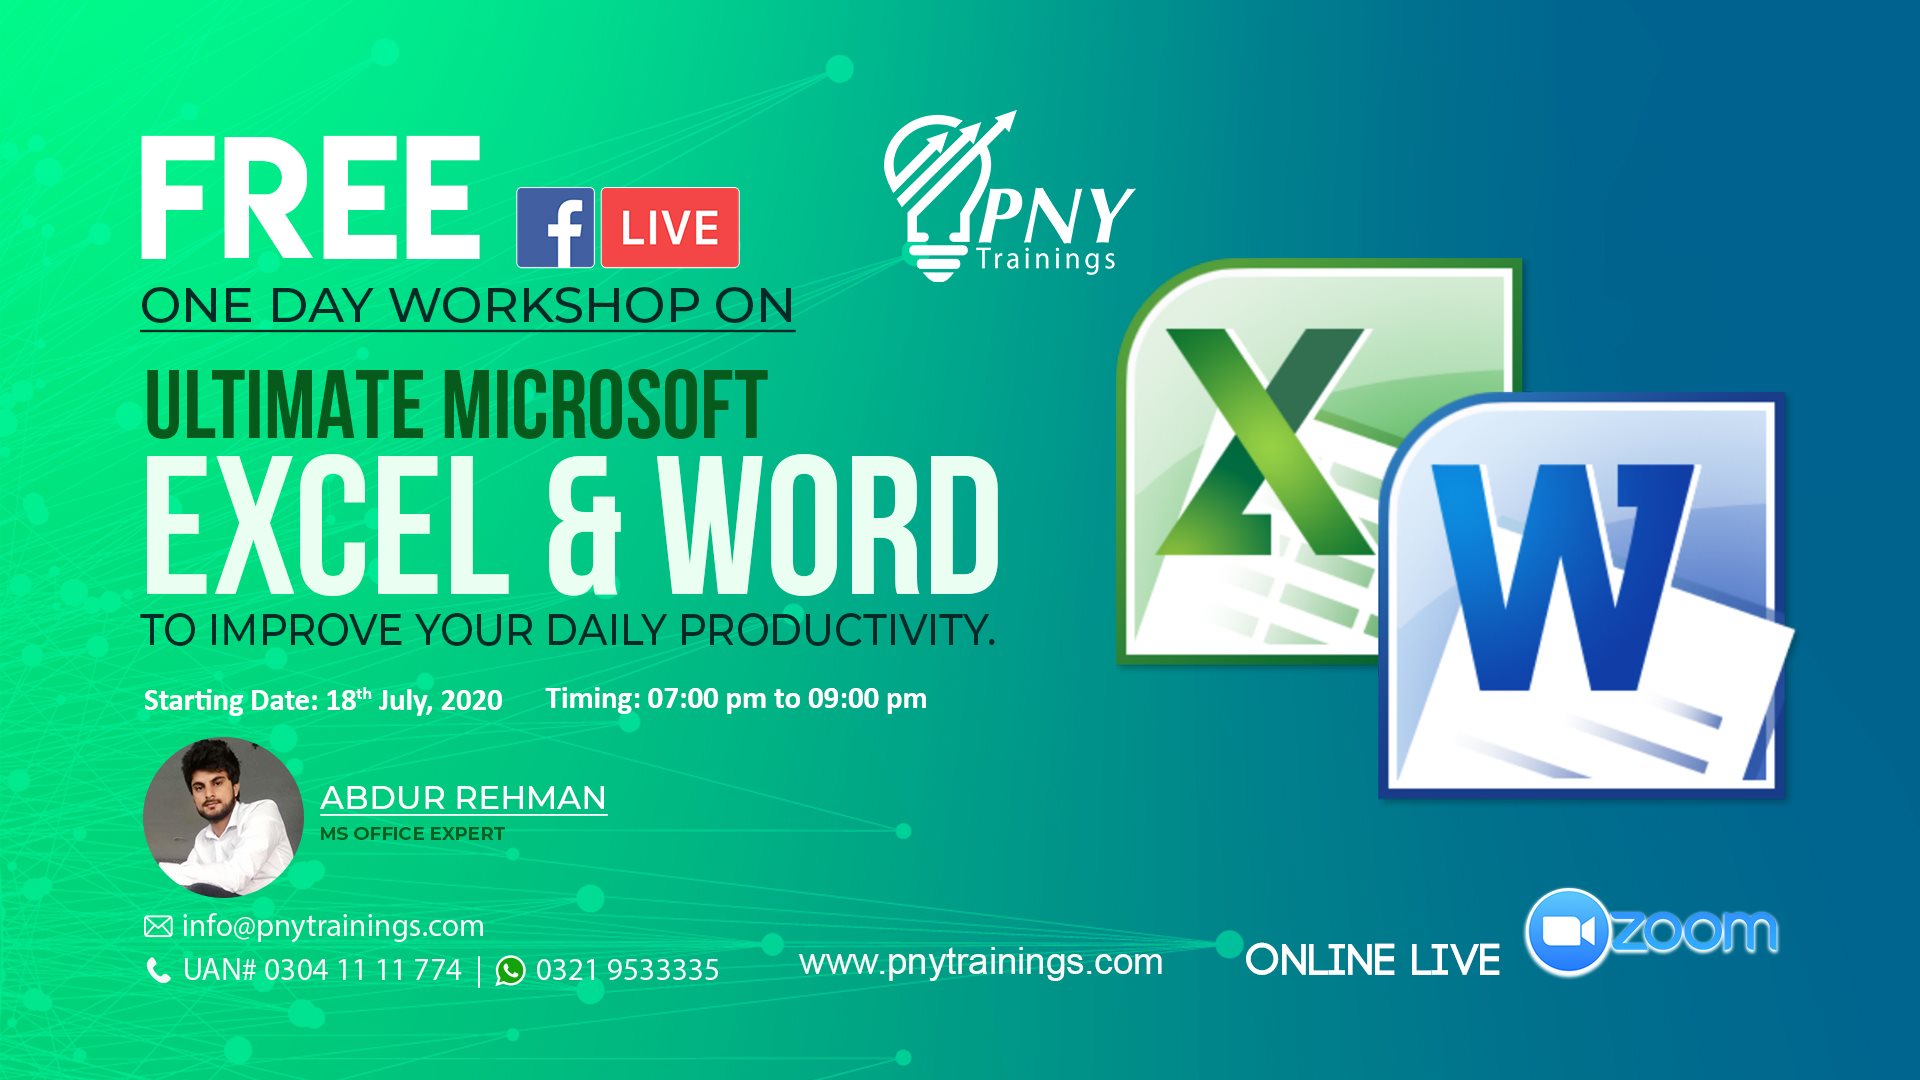 FREE
f LIVE
PNY
Trainings
ONE DAY WORKSHOP ON
ULTIMATE MICROSOFT
EXCEL & WORD
TO IMPROVE YOUR DAILY PRODUCTIVITY.
Starting Date: 18th July, 2020 Timing: 07:00 pm to 09:00 pm
X
W
ABDUR REHMAN
MS OFFICE EXPERT
info@pnytrainings.com
UAN# 0304 11 11 774 | 0321 9533335
www.pnytrainings.com
ONLINE LIVE zoom